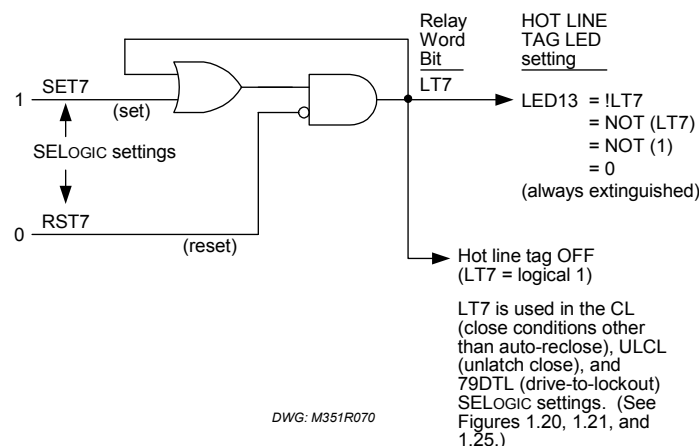 Relay
Word
Bit
HOT LINE
TAG LED
setting
LT7
1
SET7
(set)
LED13 = !LT7
= NOT (LT7)
= NOT (1)
= 0
(always extinguished)
SELOGIC settings
0
RST7
(reset)
Hot line tag OFF
(LT7 = logical 1)
LT7 is used in the CL
(close conditions other
than auto-reclose), ULCL
(unlatch close), and
79DTL (drive-to-lockout)
SELOGIC settings. (See
Figures 1.20, 1.21, and
1.25.)
DWG: M351R070